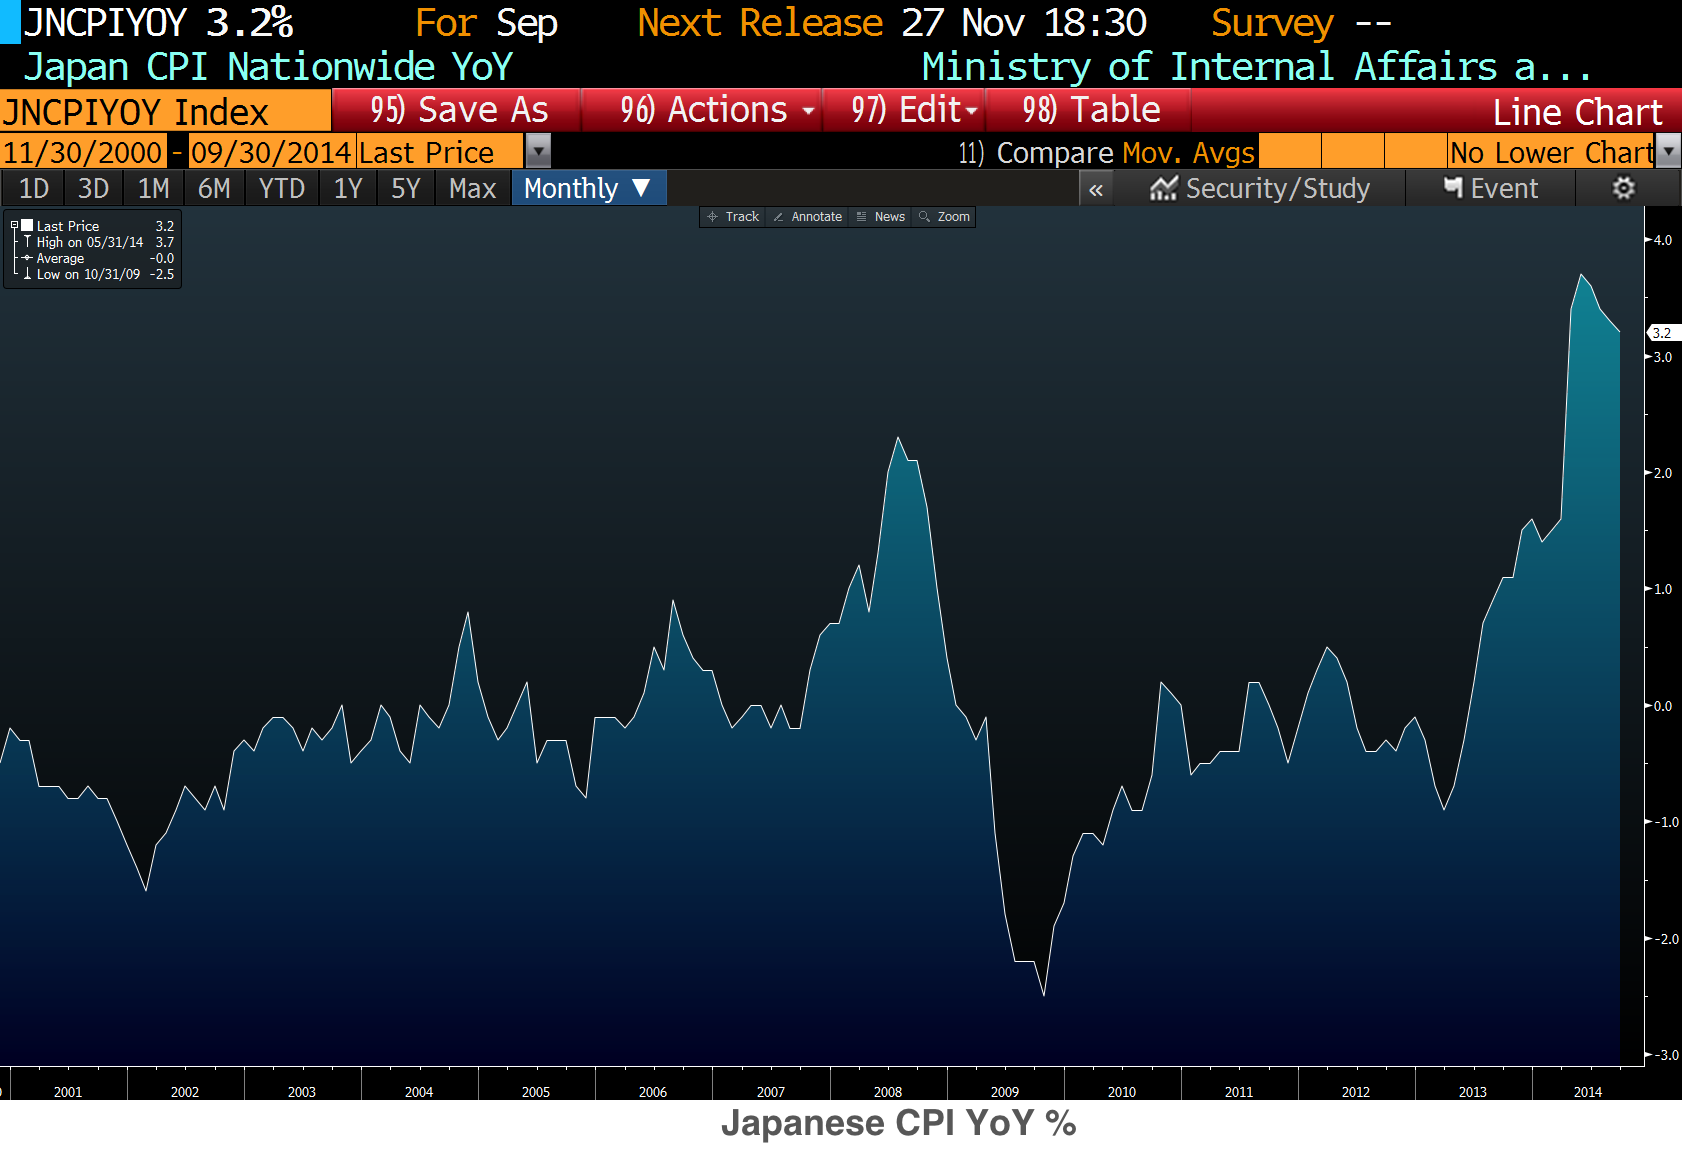 JNCPIYOY 3.2% For Sep Next Release 27 Nov 18:30 Survey --
Japan CPI Nationwide YoY Ministry of Internal Affairs a...
JNCPIYOY Index 95) Save As 96) Actions 97) Edit 98) Table Line Chart
11/30/2000 - 09/30/2014 Last Price 11) Compare Mov. Avgs No Lower Chart
1D 3D 1M 6M YTD 1Y 5Y Max Monthly ▼ « Security/Study Event
Track Annotate News Zoom
Last Price 3.2
High on 05/31/14 3.7
Average -0.0
Low on 10/31/09 -2.5
4.0
3.2
3.0
2.0
1.0
0.0
-1.0
-2.0
-3.0
2001 2002 2003 2004 2005 2006 2007 2008 2009 2010 2011 2012 2013 2014
Japanese CPI YoY %